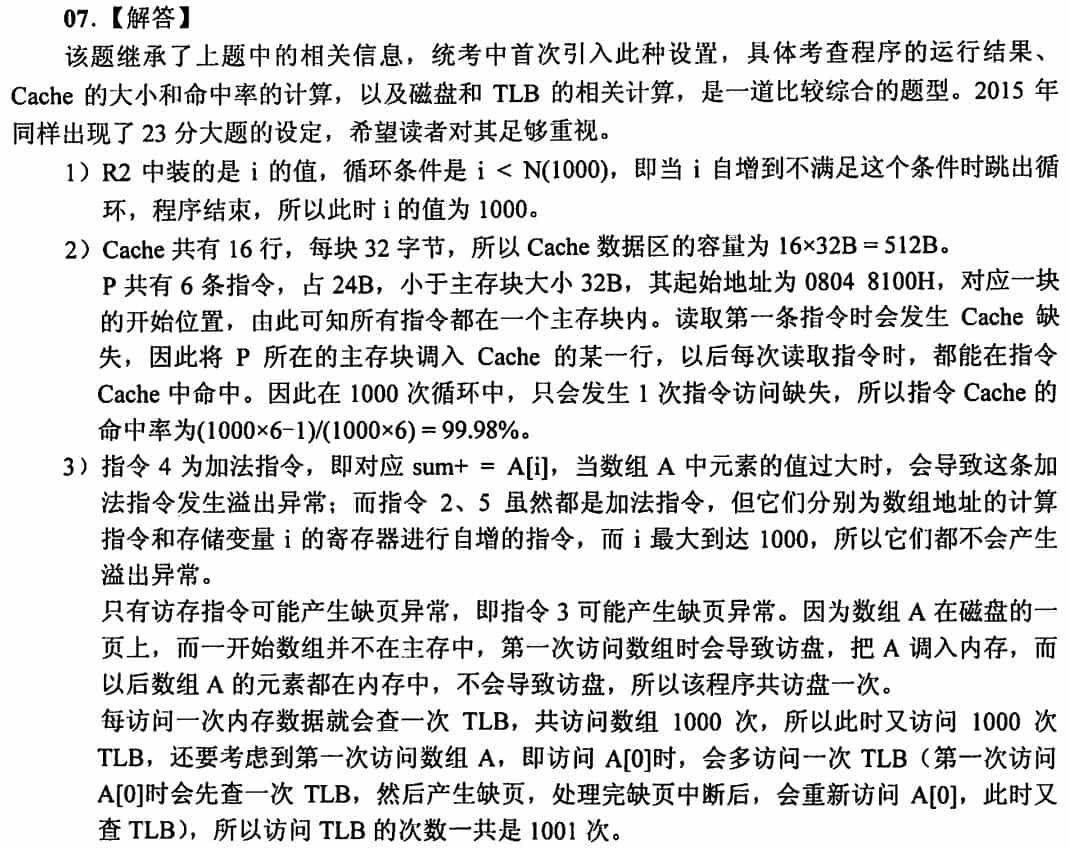 07.【解答】
该题继承了上题中的相关信息，统考中首次引入此种设置，具体考查程序的运行结果、
Cache 的大小和命中率的计算，以及磁盘和 TLB 的相关计算，是一道比较综合的题型。2015 年
同样出现了 23 分大题的设定，希望读者对其足够重视。
1）R2 中装的是 i 的值，循环条件是 i < N(1000)，即当 i 自增到不满足这个条件时跳出循
环，程序结束，所以此时 i 的值为 1000。
2）Cache 共有 16 行，每块 32 字节，所以 Cache 数据区的容量为 16×32B = 512B。
P 共有 6 条指令，占 24B，小于主存块大小 32B，其起始地址为 0804 8100H，对应一块
的开始位置，由此可知所有指令都在一个主存块内。读取第一条指令时会发生 Cache 缺
失，因此将 P 所在的主存块调入 Cache 的某一行，以后每次读取指令时，都能在指令
Cache 中命中。因此在 1000 次循环中，只会发生 1 次指令访问缺失，所以指令 Cache 的
命中率为(1000×6−1)/(1000×6) = 99.98%。
3）指令 4 为加法指令，即对应 sum+ = A[i]，当数组 A 中元素的值过大时，会导致这条加
法指令发生溢出异常；而指令 2、5 虽然都是加法指令，但它们分别为数组地址的计算
指令和存储变量 i 的寄存器进行自增的指令，而 i 最大到达 1000，所以它们都不会产生
溢出异常。
只有访存指令可能产生缺页异常，即指令 3 可能产生缺页异常。因为数组 A 在磁盘的一
页上，而一开始数组并不在主存中，第一次访问数组时会导致访盘，把 A 调入内存，而
以后数组 A 的元素都在内存中，不会导致访盘，所以该程序共访盘一次。
每访问一次内存数据就会查一次 TLB，共访问数组 1000 次，所以此时又访问 1000 次
TLB，还要考虑到第一次访问数组 A，即访问 A[0]时，会多访问一次 TLB（第一次访问
A[0]时会先查一次 TLB，然后产生缺页，处理完缺页中断后，会重新访问 A[0]，此时又
查 TLB），所以访问 TLB 的次数一共是 1001 次。